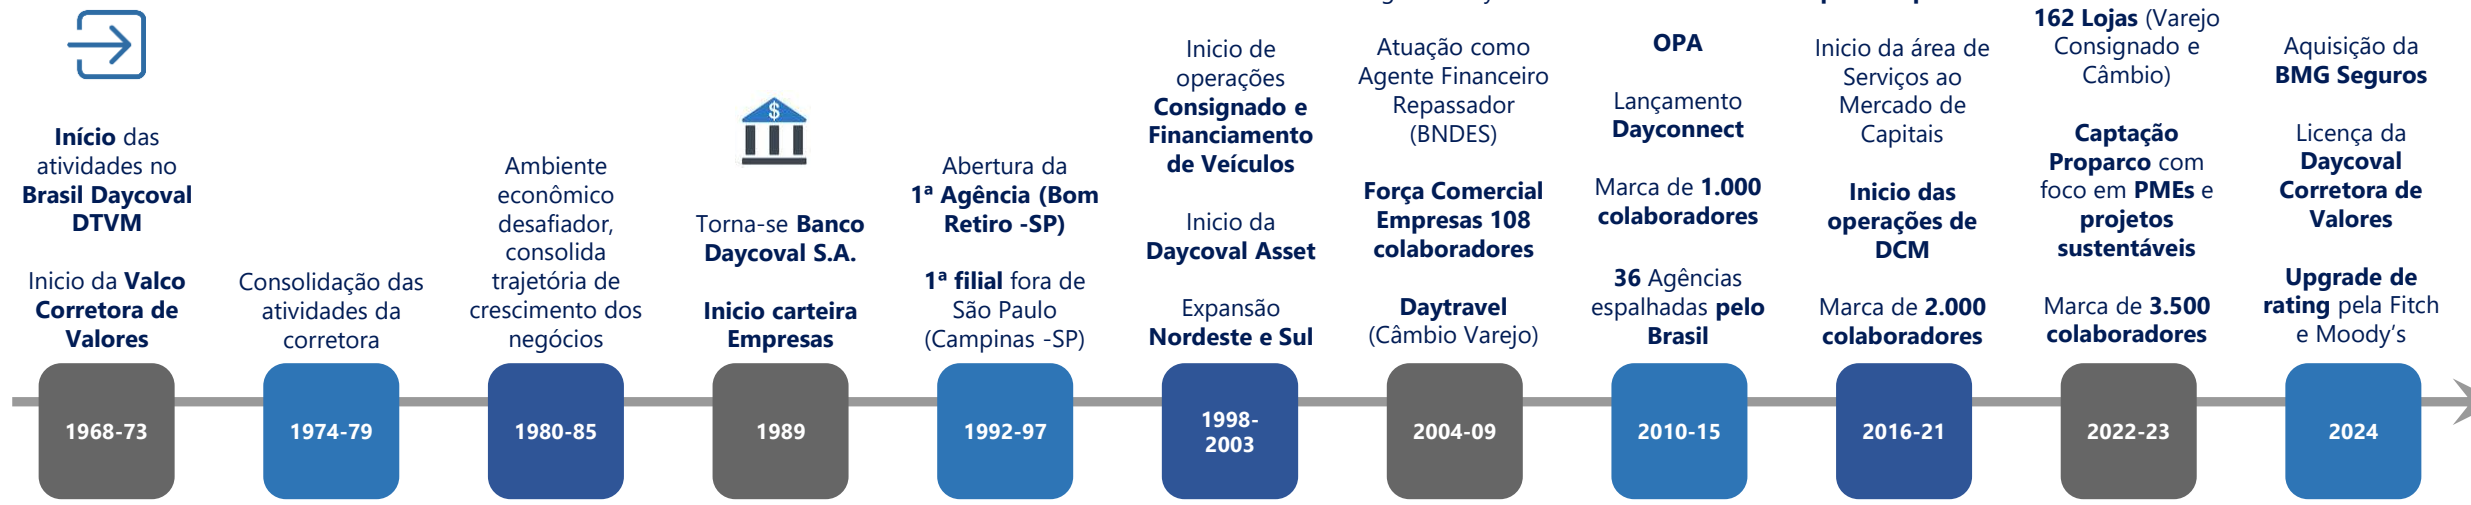 Início das
atividades no
Brasil Daycoval
DTVM
Inicio da Valco
Corretora de
Valores
1968-73
Consolidação das
atividades da
corretora
1974-79
Ambiente
econômico
desafiador,
consolida
trajetória de
crescimento dos
negócios
1980-85
$
Torna-se Banco
Daycoval S.A.
Inicio carteira
Empresas
1989
Abertura da
1ª Agência (Bom
Retiro -SP)
1ª filial fora de
São Paulo
(Campinas -SP)
1992-97
Inicio de
operações
Consignado e
Financiamento
de Veículos
Inicio da
Daycoval Asset
Expansão
Nordeste e Sul
1998-
2003
Atuação como
Agente Financeiro
Repassador
(BNDES)
Força Comercial
Empresas 108
colaboradores
Daytravel
(Câmbio Varejo)
2004-09
OPA
Lançamento
Dayconnect
Marca de 1.000
colaboradores
36 Agências
espalhadas pelo
Brasil
2010-15
Inicio da área de
Serviços ao
Mercado de
Capitais
Inicio das
operações de
DCM
Marca de 2.000
colaboradores
2016-21
162 Lojas (Varejo
Consignado e
Câmbio)
Captação
Proparco com
foco em PMEs e
projetos
sustentáveis
Marca de 3.500
colaboradores
2022-23
Aquisição da
BMG Seguros
Licença da
Daycoval
Corretora de
Valores
Upgrade de
rating pela Fitch
e Moody's
2024